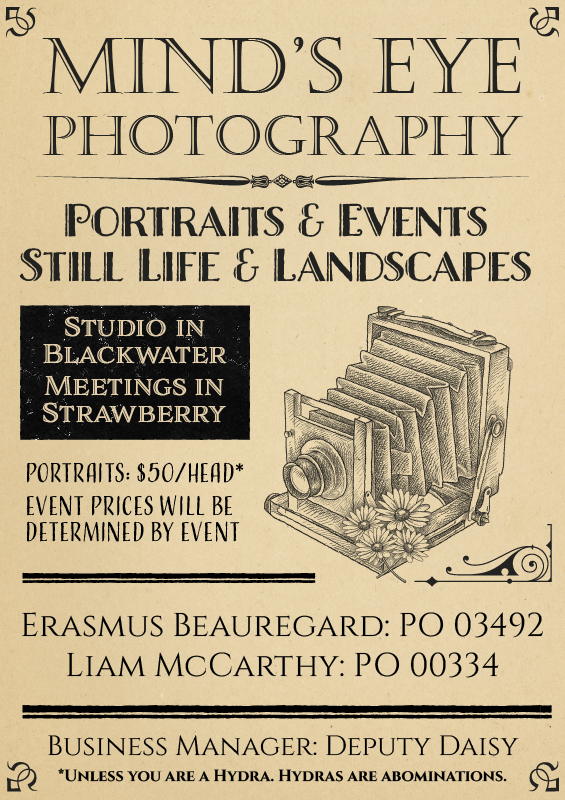 MIND'S EYE
PHOTOGRAPHY
PORTRAITS & EVENTS
STILL LIFE & LANDSCAPES
STUDIO IN
BLACKWATER
MEETINGS IN
STRAWBERRY
PORTRAITS: $50/HEAD*
EVENT PRICES WILL BE
DETERMINED BY EVENT
ERASMUS BEAUREGARD: PO 03492
LIAM MCCARTHY: PO 00334
BUSINESS MANAGER: DEPUTY DAISY
*UNLESS YOU ARE A HYDRA. HYDRAS ARE ABOMINATIONS.